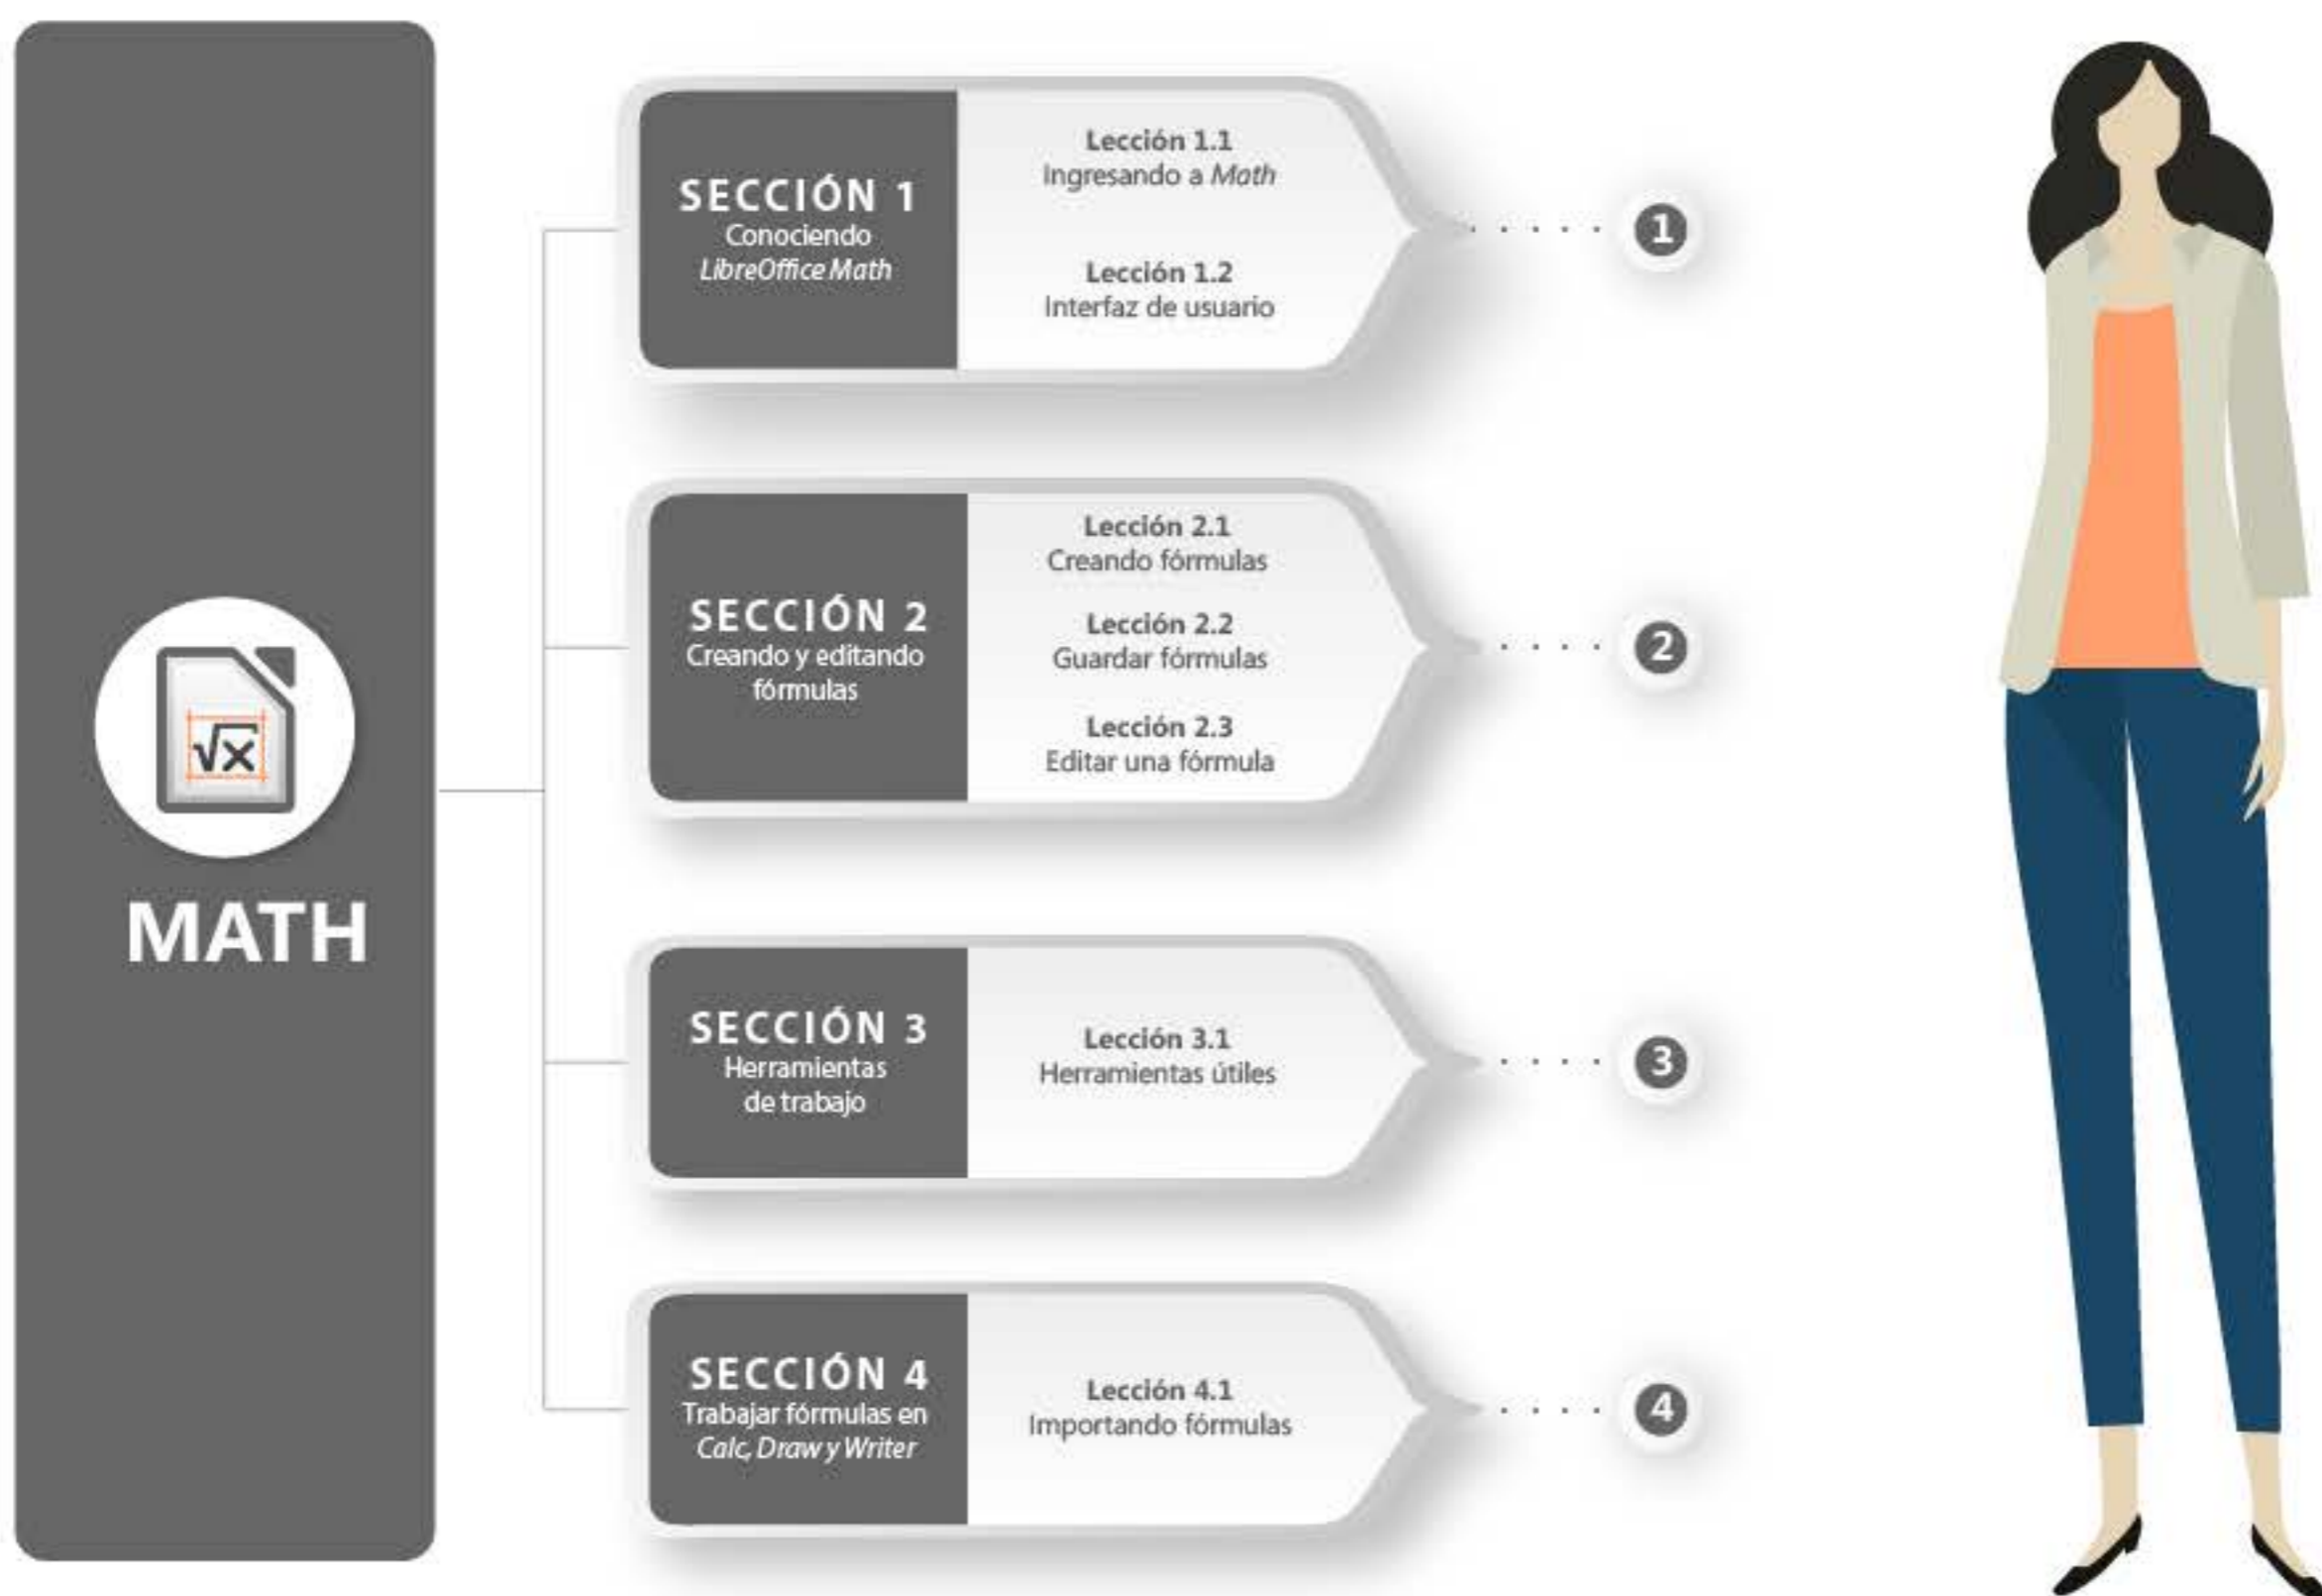 MATH
√x
SECCIÓN 1
Conociendo
LibreOffice Math
Lección 1.1
Ingresando a Math
Lección 1.2
Interfaz de usuario
1
SECCIÓN 2
Creando y editando
fórmulas
Lección 2.1
Creando fórmulas
Lección 2.2
Guardar fórmulas
Lección 2.3
Editar una fórmula
2
SECCIÓN 3
Herramientas
de trabajo
Lección 3.1
Herramientas útiles
3
SECCIÓN 4
Trabajar fórmulas en
Calc, Draw y Writer
Lección 4.1
Importando fórmulas
4